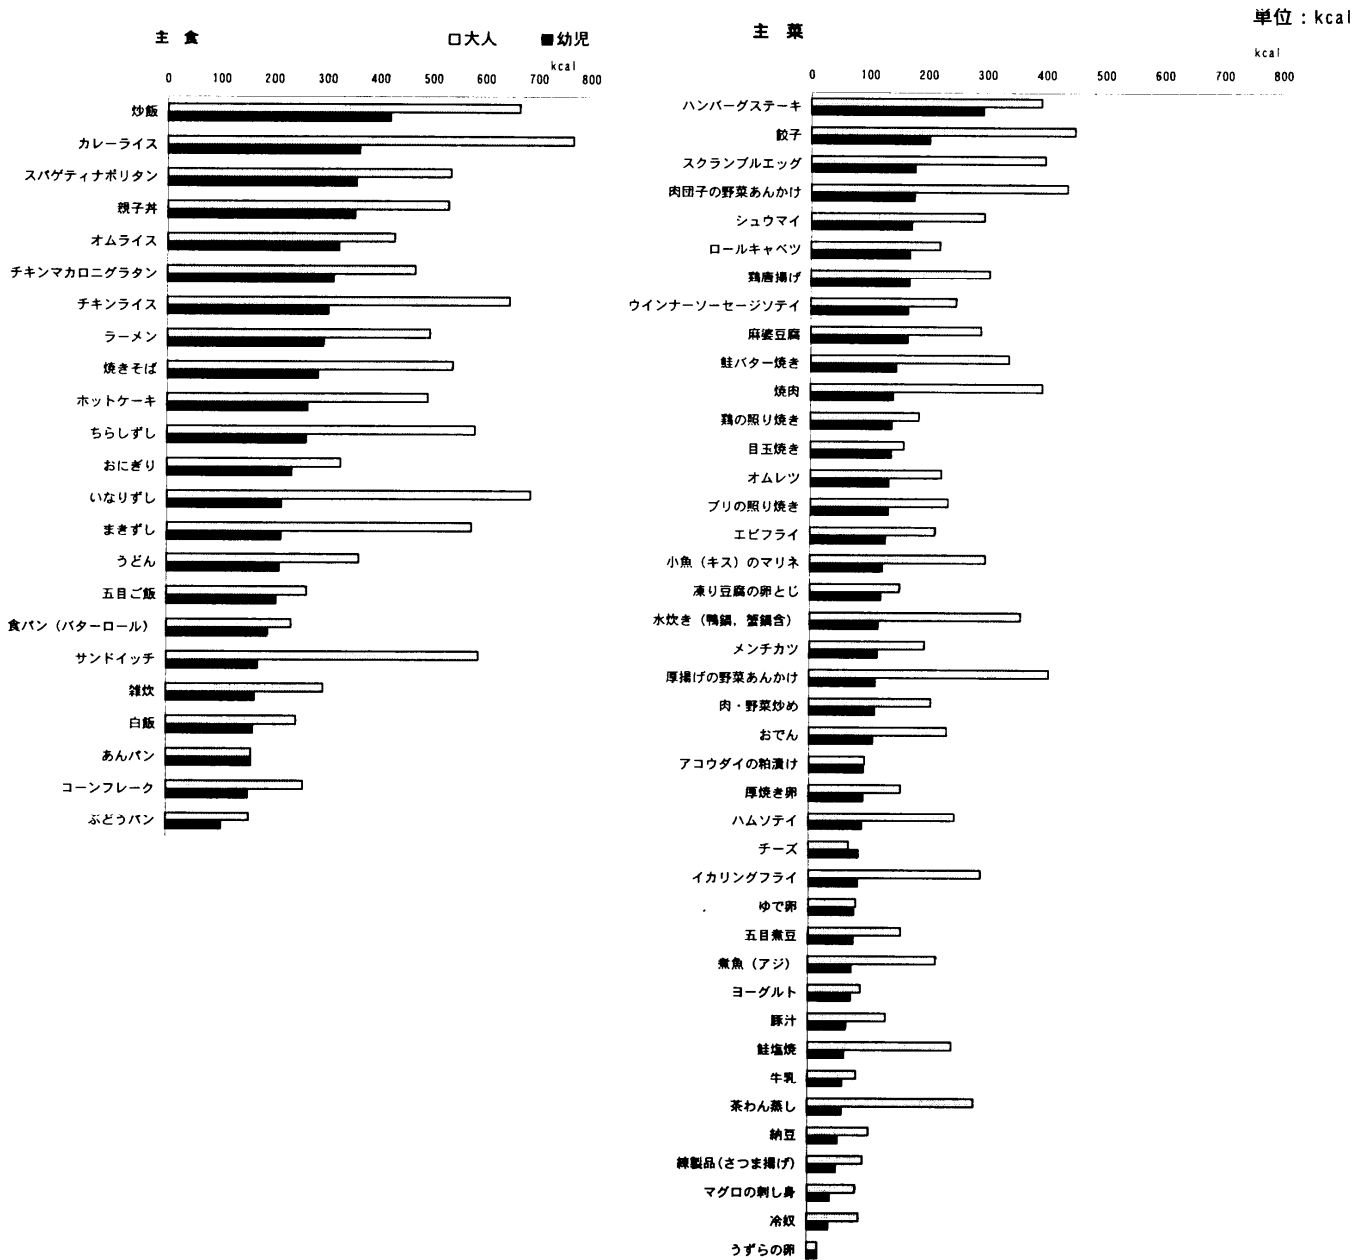 単位：kcal
主 食
□大人 ■幼児
kcal
0 100 200 300 400 500 600 700 800
炒飯
カレーライス
スパゲティナポリタン
親子丼
オムライス
チキンマカロニグラタン
チキンライス
ラーメン
焼きそば
ホットケーキ
ちらしずし
おにぎり
いなりずし
まきずし
うどん
五目ご飯
食パン（バターロール）
サンドイッチ
雑炊
白飯
あんパン
コーンフレーク
ぶどうパン
主 菜
kcal
0 100 200 300 400 500 600 700 800
ハンバーグステーキ
餃子
スクランブルエッグ
肉団子の野菜あんかけ
シュウマイ
ロールキャベツ
鶏唐揚げ
ウインナーソーセージソテイ
麻婆豆腐
鮭バター焼き
焼肉
鶏の照り焼き
目玉焼き
オムレツ
ブリの照り焼き
エビフライ
小魚（キス）のマリネ
凍り豆腐の卵とじ
水炊き（鴨鍋，蟹鍋含）
メンチカツ
厚揚げの野菜あんかけ
肉・野菜炒め
おでん
アコウダイの粕漬け
厚焼き卵
ハムソテイ
チーズ
イカリングフライ
ゆで卵
五目煮豆
煮魚（アジ）
ヨーグルト
豚汁
鮭塩焼
牛乳
茶わん蒸し
納豆
練製品(さつま揚げ)
マグロの刺し身
冷奴
うずらの卵